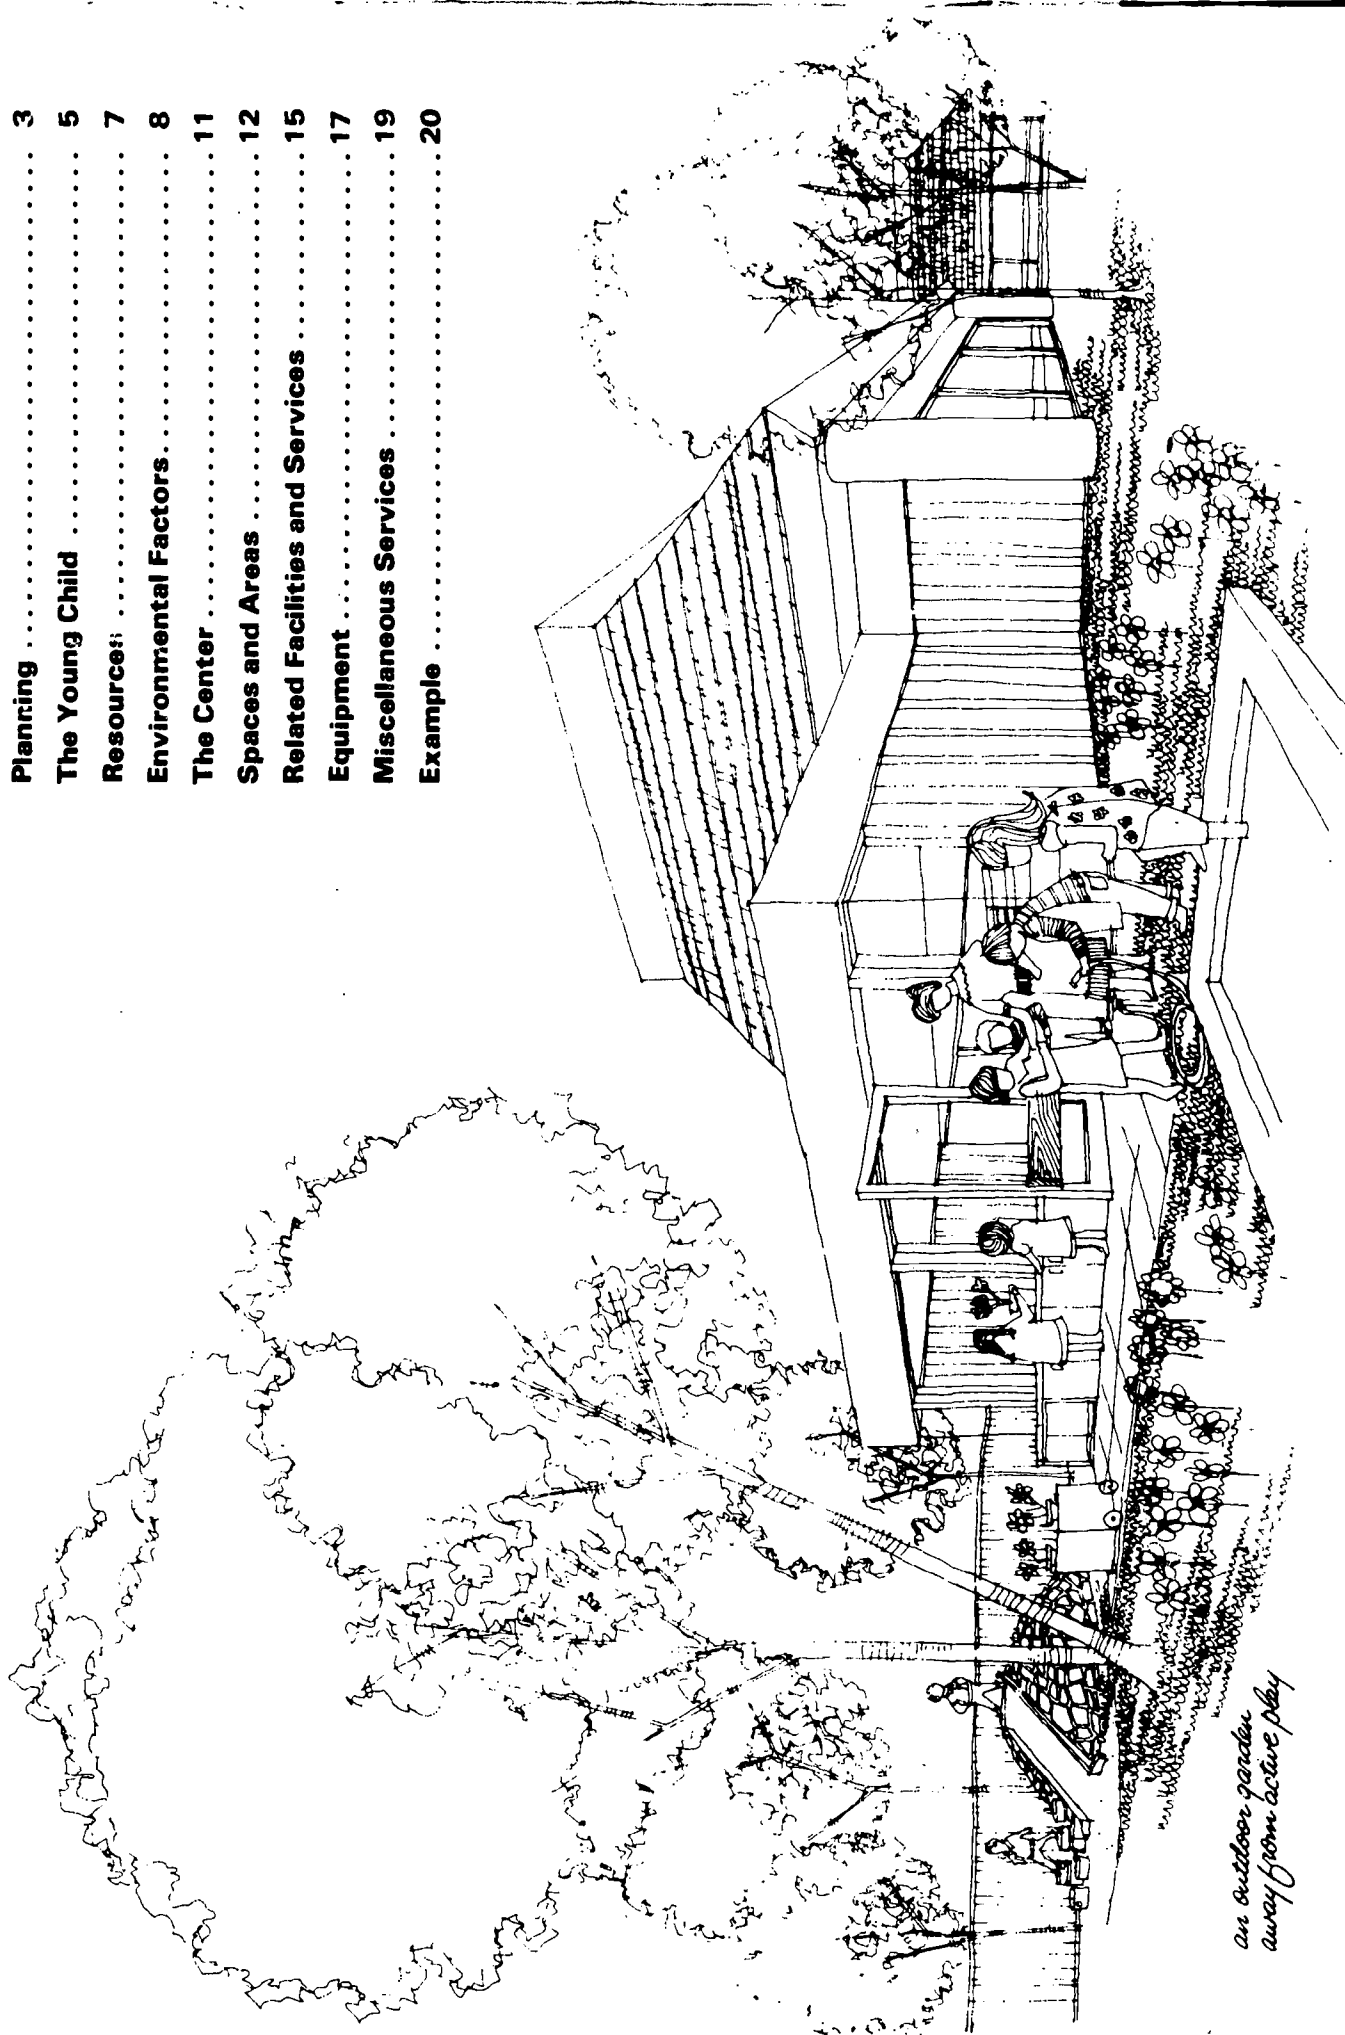 Planning ........................................ 3
The Young Child ........................................ 5
Resources ........................................ 7
Environmental Factors ........................................ 8
The Center ........................................ 11
Spaces and Areas ........................................ 12
Related Facilities and Services ........................................ 15
Equipment ........................................ 17
Miscellaneous Services ........................................ 19
Example ........................................ 20
an outdoor garden
away from active play